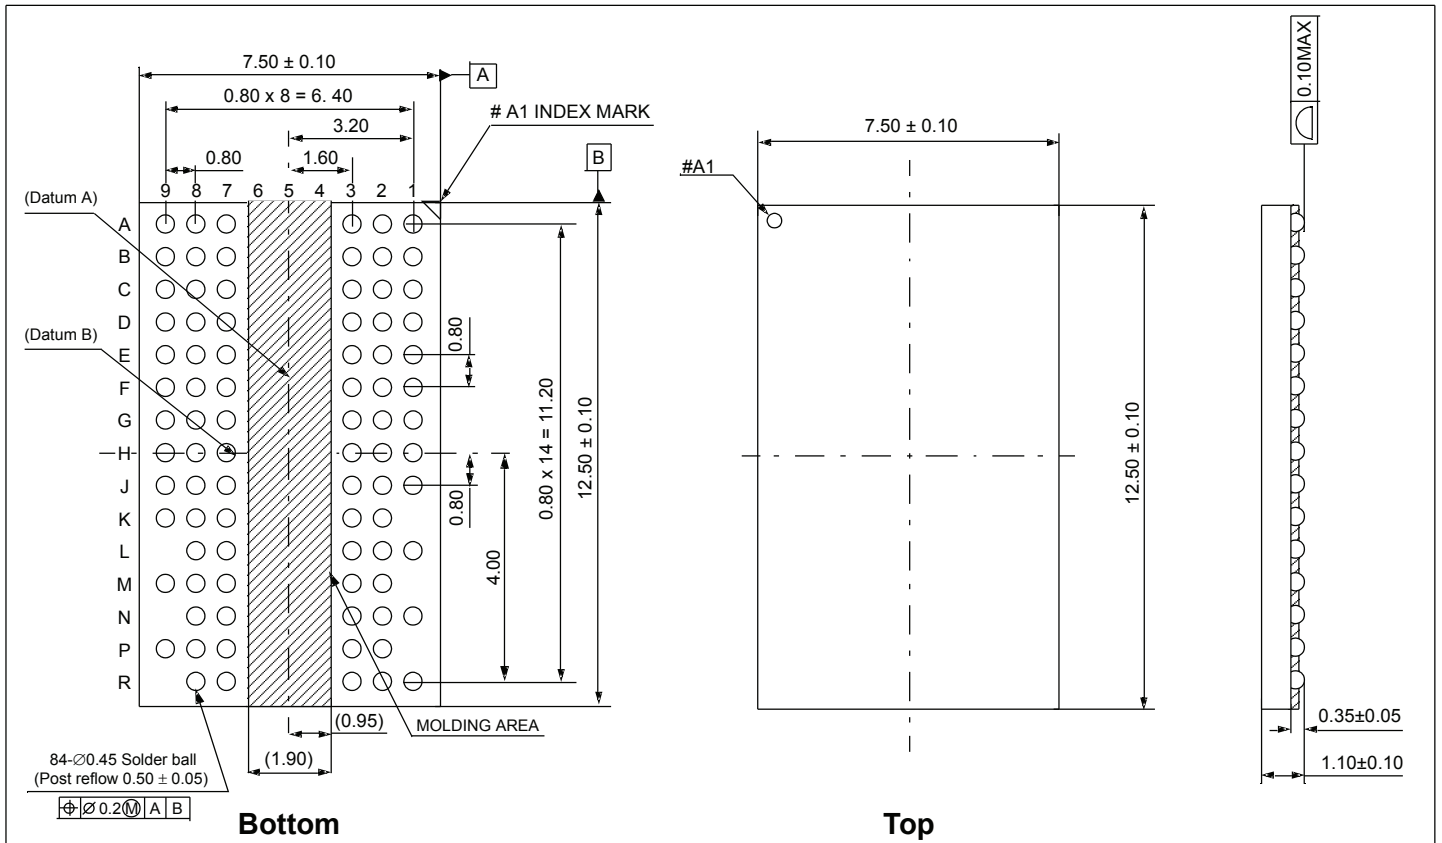 7.50 ± 0.10
A
0.80 x 8 = 6. 40
# A1 INDEX MARK
3.20
B
0.80
1.60
(Datum A)
9 8 7 6 5 4 3 2 1
A
B
C
D
(Datum B)
E
F
G
H
J
K
L
M
N
P
R
0.80
0.80
4.00
0.80 x 14 = 11.20
12.50 ± 0.10
(0.95)
MOLDING AREA
(1.90)
84-∅0.45 Solder ball
(Post reflow 0.50 ± 0.05)
⌖ ∅ 0.2Ⓜ A B
Bottom
7.50 ± 0.10
#A1
12.50 ± 0.10
Top
0.10MAX
0.35±0.05
1.10±0.10